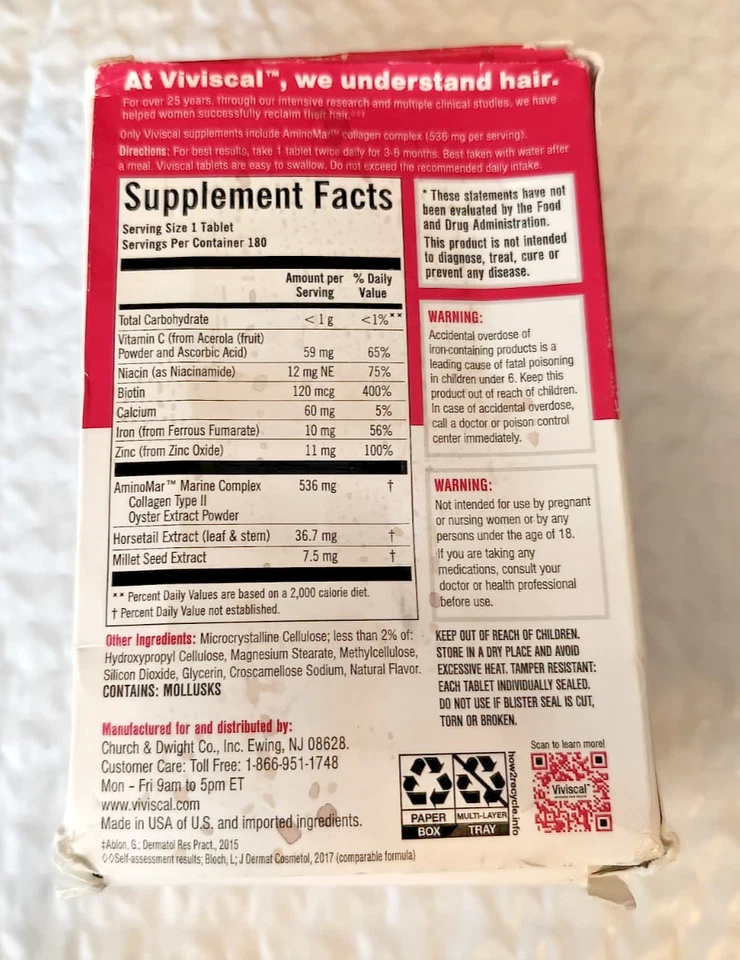 At Viviscal™, we understand hair.
For over 25 years, through our intensive research and multiple clinical studies, we have
helped women successfully reclaim their hair.
Only Viviscal supplements include AminoMar™ collagen complex (536 mg per serving).
Directions: For best results, take 1 tablet twice daily for 3-6 months. Best taken with water after
a meal. Viviscal tablets are easy to swallow. Do not exceed the recommended daily intake.
Supplement Facts
Serving Size 1 Tablet
Servings Per Container 180
Amount per Serving % Daily Value
Total Carbohydrate < 1 g <1%**
Vitamin C (from Acerola (fruit)
Powder and Ascorbic Acid) 59 mg 65%
Niacin (as Niacinamide) 12 mg NE 75%
Biotin 120 mcg 400%
Calcium 60 mg 5%
Iron (from Ferrous Fumarate) 10 mg 56%
Zinc (from Zinc Oxide) 11 mg 100%
AminoMar™ Marine Complex 536 mg †
Collagen Type II
Oyster Extract Powder
Horsetail Extract (leaf & stem) 36.7 mg †
Millet Seed Extract 7.5 mg †
** Percent Daily Values are based on a 2,000 calorie diet.
† Percent Daily Value not established.
Other Ingredients: Microcrystalline Cellulose; less than 2% of:
Hydroxypropyl Cellulose, Magnesium Stearate, Methylcellulose,
Silicon Dioxide, Glycerin, Croscamellose Sodium, Natural Flavor.
CONTAINS: MOLLUSKS
Manufactured for and distributed by:
Church & Dwight Co., Inc. Ewing, NJ 08628.
Customer Care: Toll Free: 1-866-951-1748
Mon - Fri 9am to 5pm ET
www.viviscal.com
Made in USA of U.S. and imported ingredients.
‡Ablon, G.; Dermatol Res Pract., 2015
◊◊Self-assessment results; Bloch, L; J Dermat Cosmetol, 2017 (comparable formula)
* These statements have not
been evaluated by the Food
and Drug Administration.
This product is not intended
to diagnose, treat, cure or
prevent any disease.
WARNING:
Accidental overdose of
iron-containing products is a
leading cause of fatal poisoning
in children under 6. Keep this
product out of reach of children.
In case of accidental overdose,
call a doctor or poison control
center immediately.
WARNING:
Not intended for use by pregnant
or nursing women or by any
persons under the age of 18.
If you are taking any
medications, consult your
doctor or health professional
before use.
KEEP OUT OF REACH OF CHILDREN.
STORE IN A DRY PLACE AND AVOID
EXCESSIVE HEAT. TAMPER RESISTANT:
EACH TABLET INDIVIDUALLY SEALED.
DO NOT USE IF BLISTER SEAL IS CUT,
TORN OR BROKEN.
PAPER
BOX
MULTI-LAYER
TRAY
how2recycle.info
Scan to learn more!
Viviscal